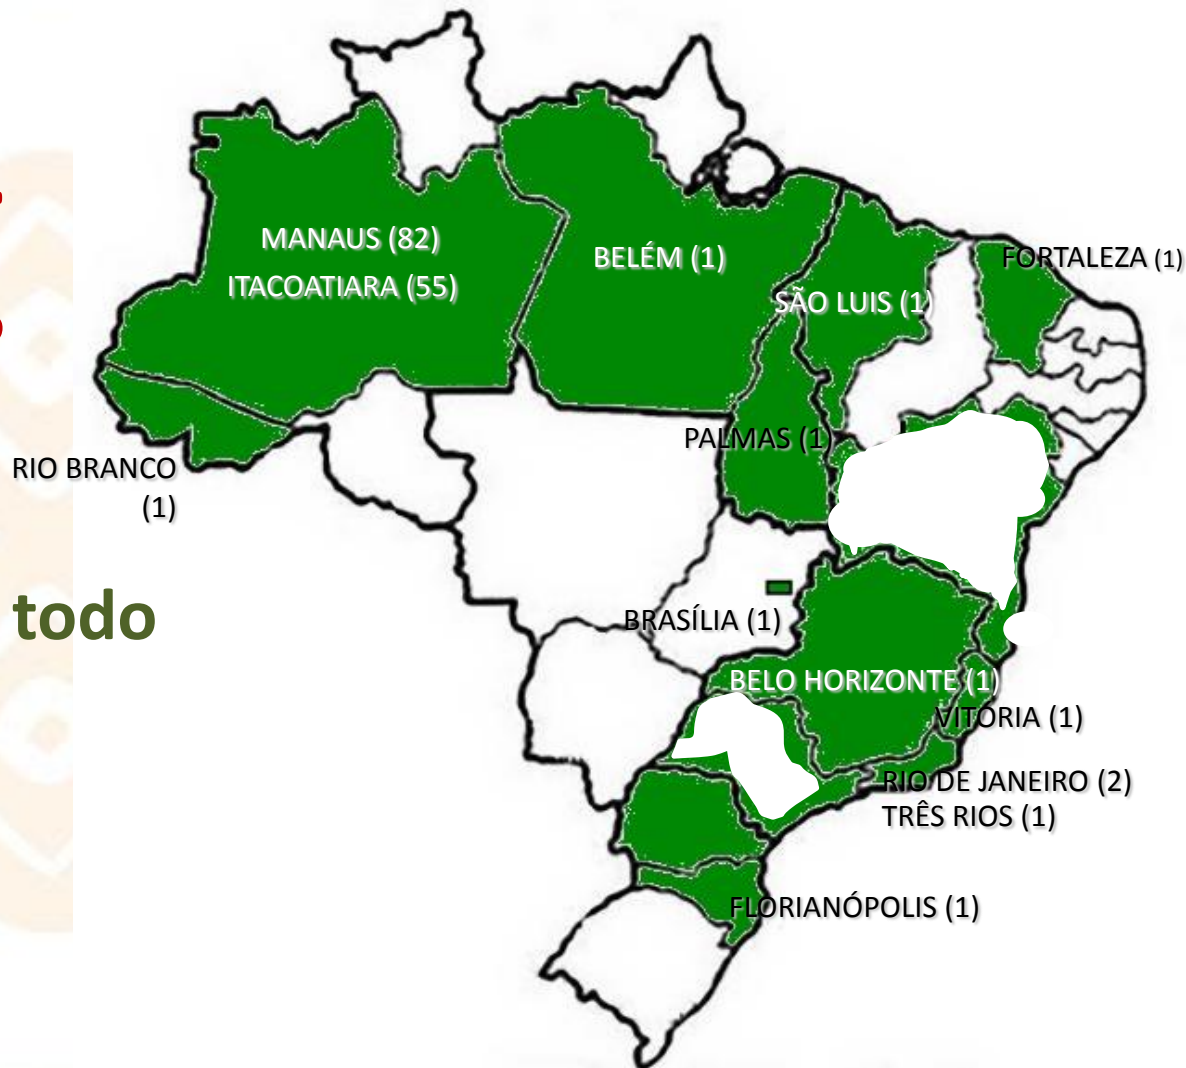 MANAUS (82)
ITACOATIARA (55)
BELÉM (1)
FORTALEZA (1)
SÃO LUIS (1)
PALMAS (1)
RIO BRANCO
(1)
todo
BRASÍLIA (1)
BELO HORIZONTE (1)
VITÓRIA (1)
RIO DE JANEIRO (2)
TRÊS RIOS (1)
FLORIANÓPOLIS (1)